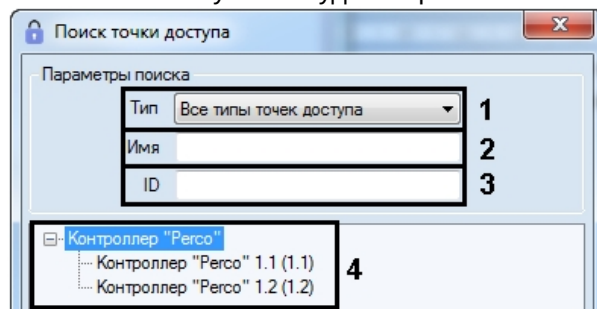 Поиск точки доступа
Параметры поиска
Тип Все типы точек доступа 1
Имя 2
ID 3
Контроллер "Perco"
Контроллер "Perco" 1.1 (1.1)
4
Контроллер "Perco" 1.2 (1.2)